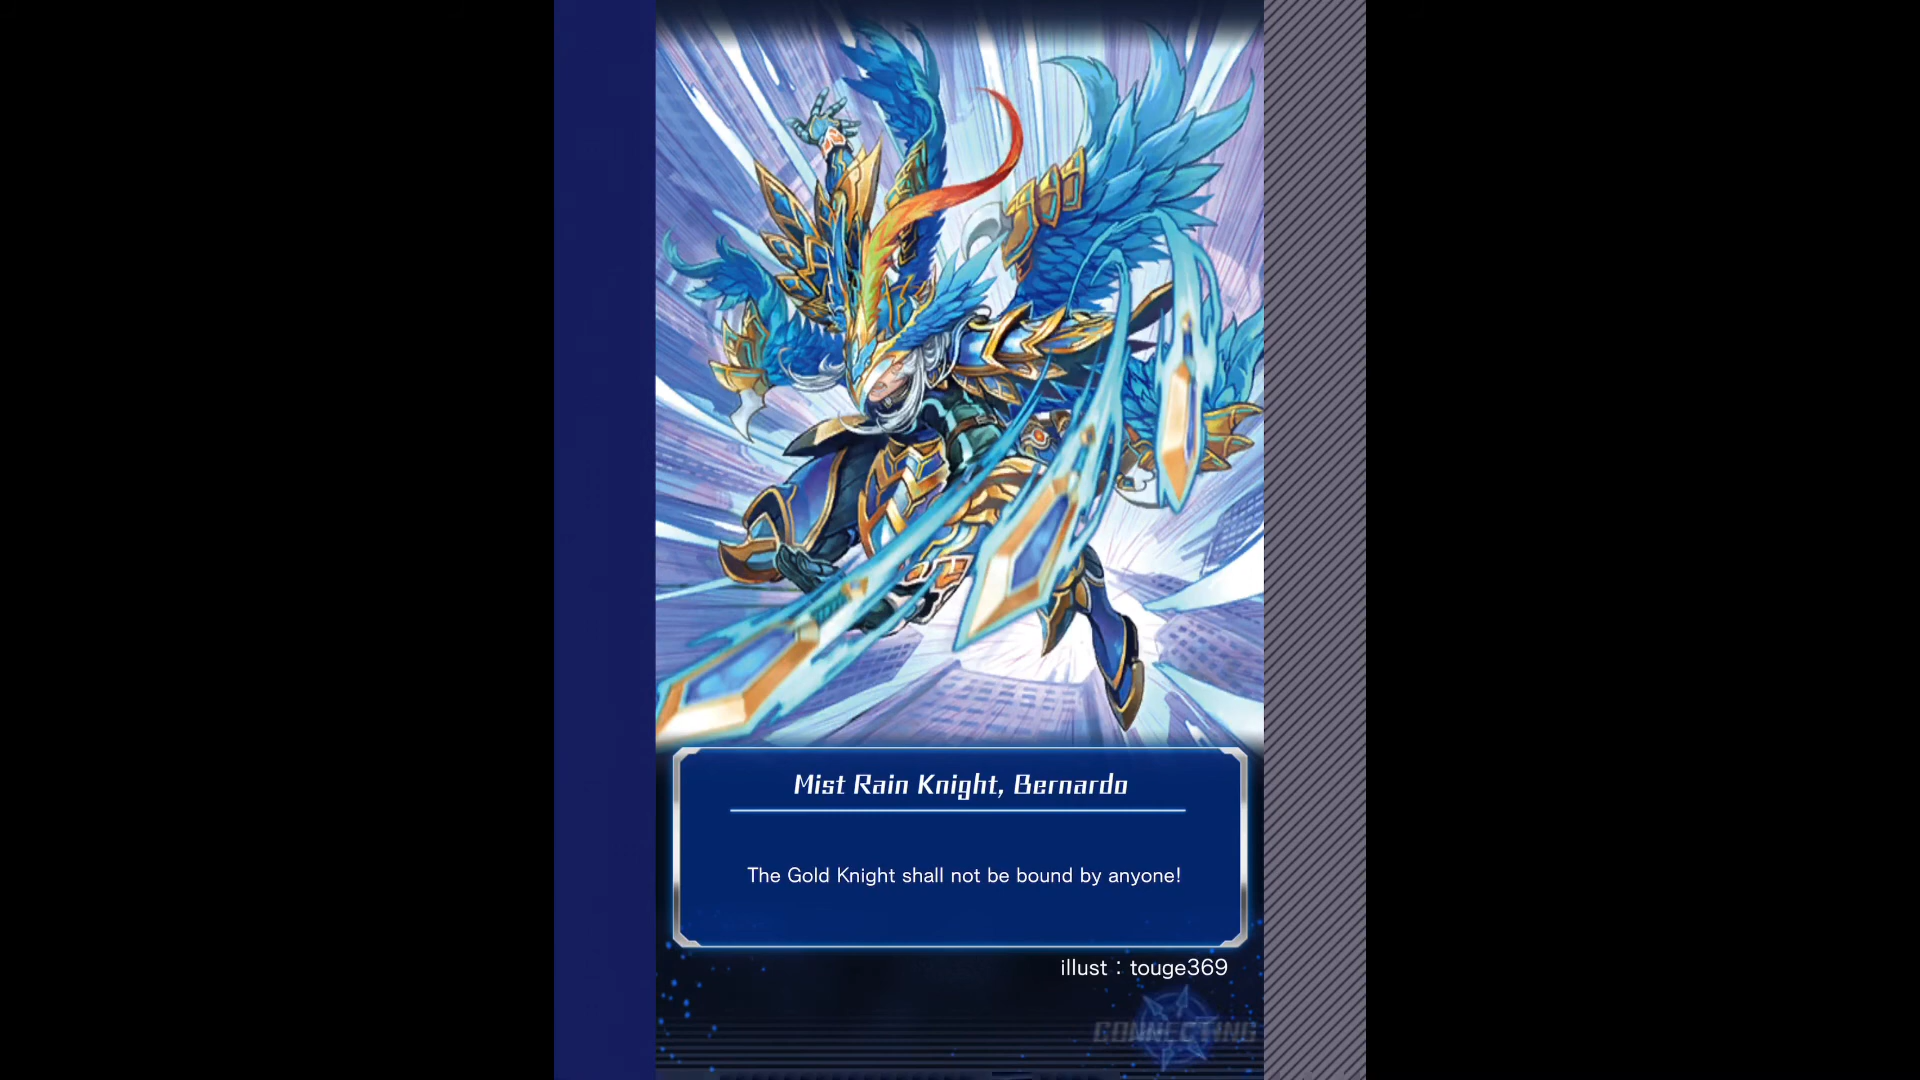 Mist Rain Knight, Bernardo
The Gold Knight shall not be bound by anyone!
illust : touge369
CONNECTING